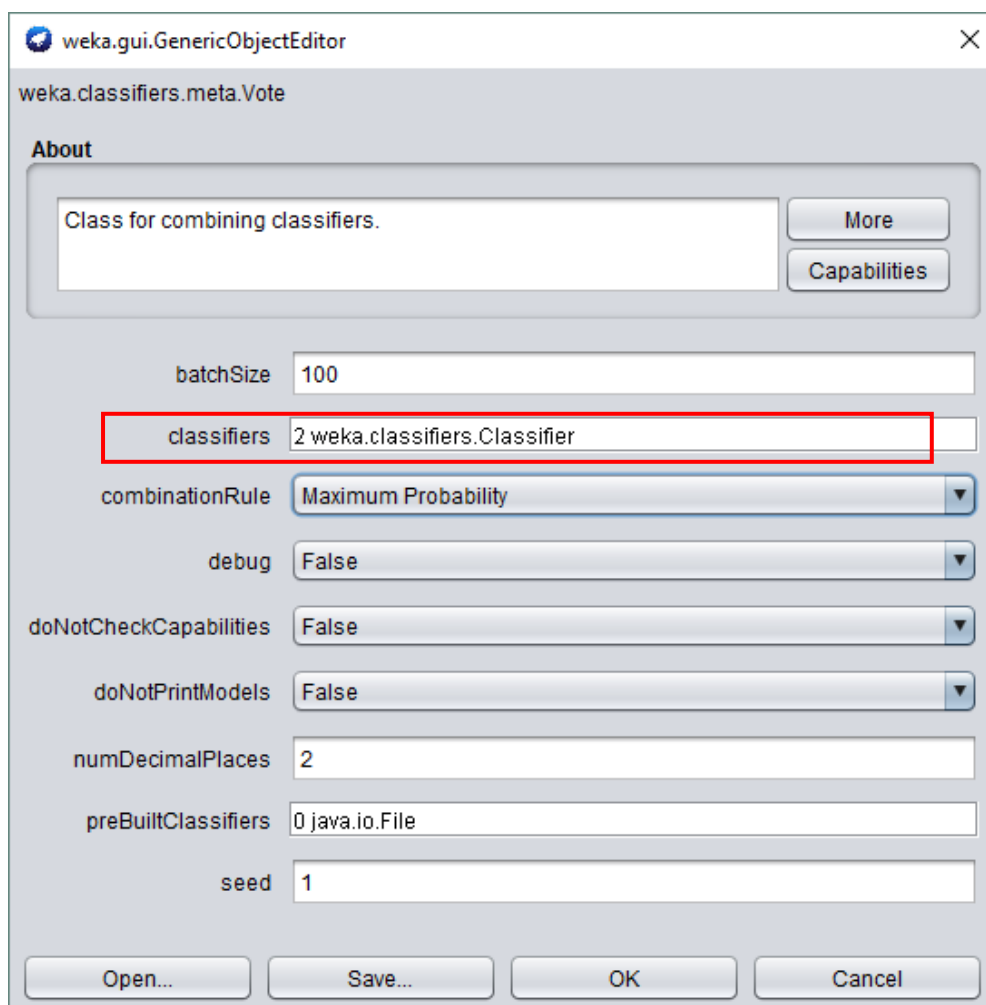 weka.gui.GenericObjectEditor
weka.classifiers.meta.Vote
About
Class for combining classifiers.
More
Capabilities
batchSize 100
classifiers 2 weka.classifiers.Classifier
combinationRule Maximum Probability
debug False
doNotCheckCapabilities False
doNotPrintModels False
numDecimalPlaces 2
preBuiltClassifiers 0 java.io.File
seed 1
Open... Save... OK Cancel